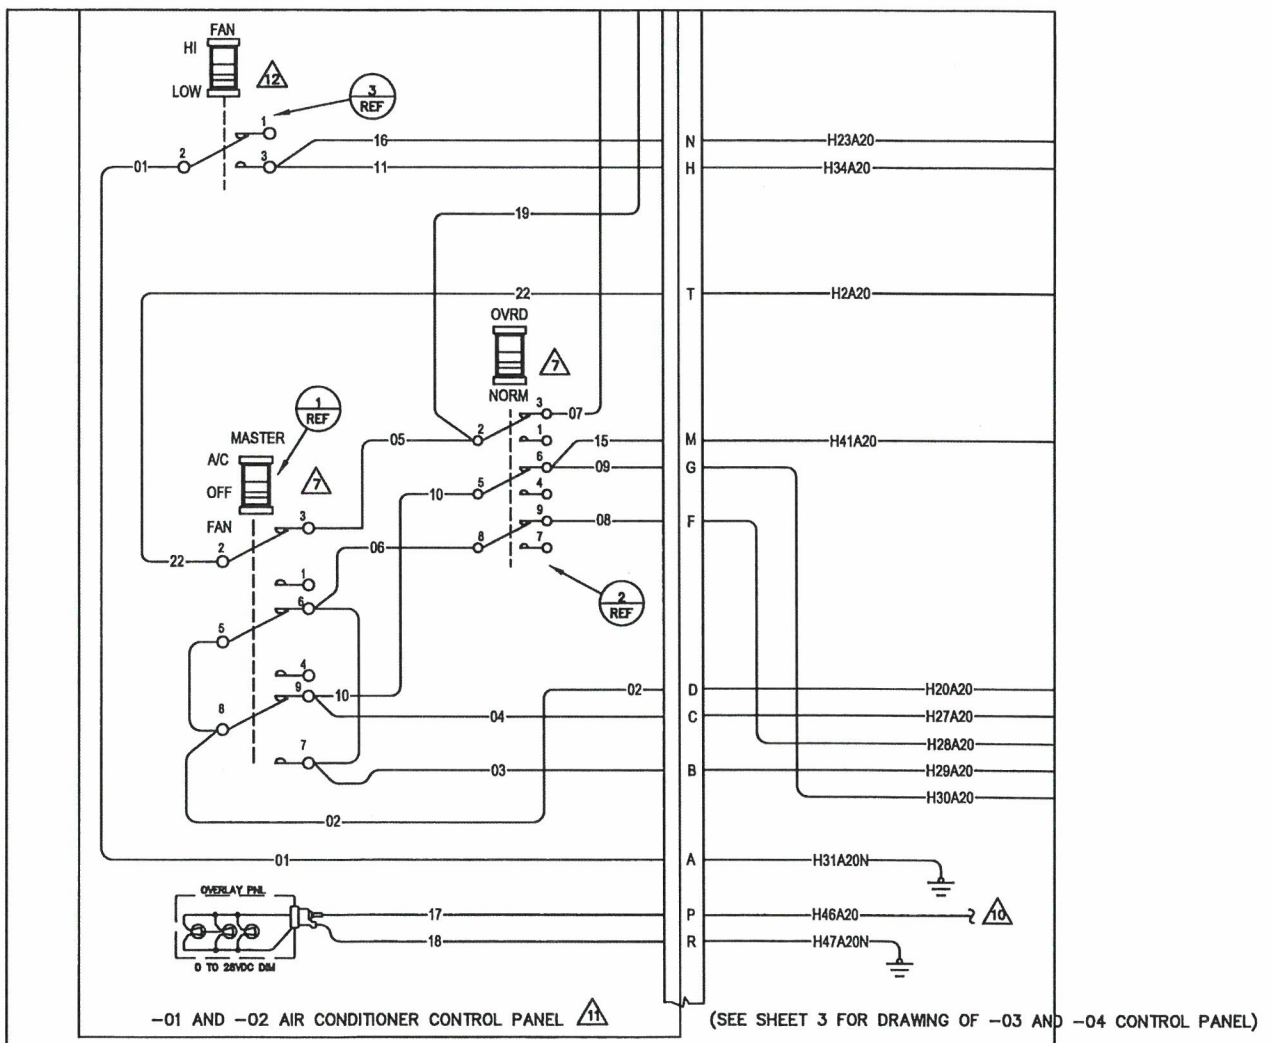 FAN
HI
LOW
12
3
REF
1
2
3
01
16
N
H23A20
11
H
H34A20
19
22
T
H2A20
OVRD
7
NORM
3
07
2
1
15
M
H41A20
6
09
G
5
4
9
08
F
8
7
2
REF
1
REF
MASTER
A/C
OFF
FAN
7
05
10
06
3
2
22
1
6
5
4
9
10
8
7
02
D
H20A20
04
C
H27A20
H28A20
03
B
H29A20
H30A20
02
01
A
H31A20N
OVERLAY PNL
0 TO 28VDC DIM
17
P
H46A20
10
18
R
H47A20N
-01 AND -02 AIR CONDITIONER CONTROL PANEL 11
(SEE SHEET 3 FOR DRAWING OF -03 AND -04 CONTROL PANEL)